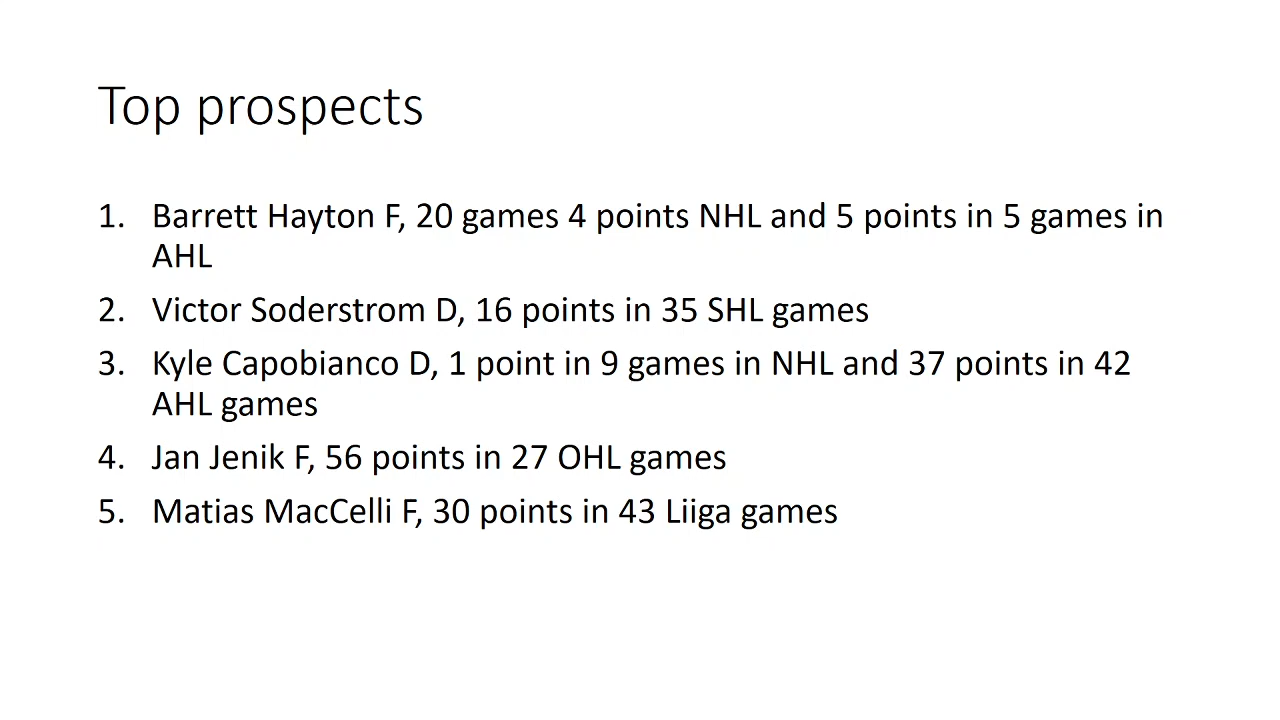 Top prospects
1. Barrett Hayton F, 20 games 4 points NHL and 5 points in 5 games in
AHL
2. Victor Soderstrom D, 16 points in 35 SHL games
3. Kyle Capobianco D, 1 point in 9 games in NHL and 37 points in 42
AHL games
4. Jan Jenik F, 56 points in 27 OHL games
5. Matias MacCelli F, 30 points in 43 Liiga games